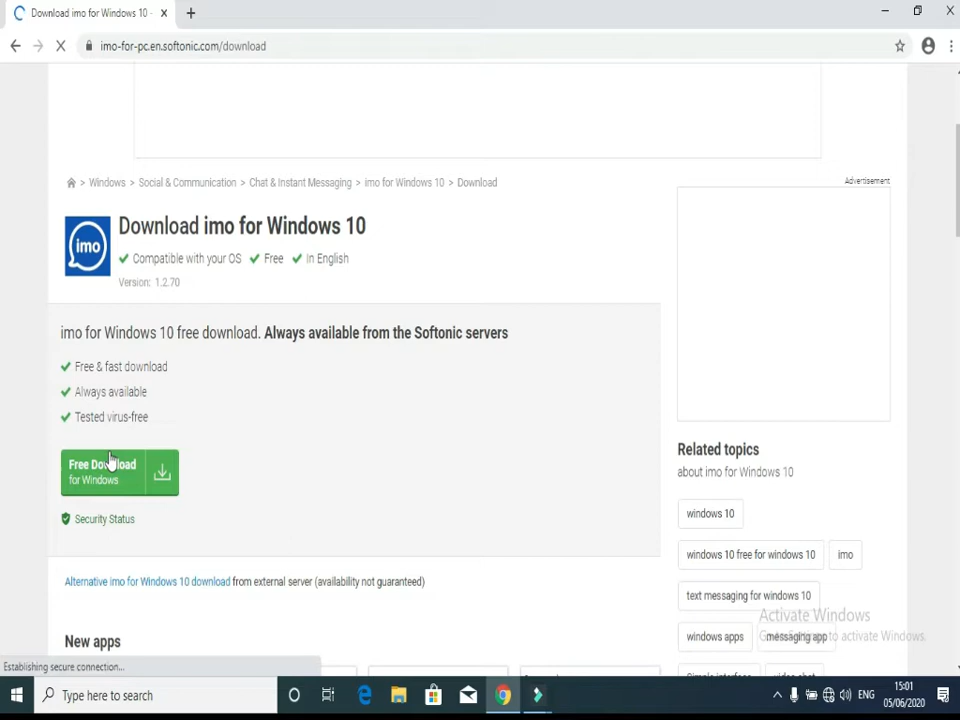 Download imo for Windows 10 -
imo-for-pc.en.softonic.com/download
Windows > Social & Communication > Chat & Instant Messaging > imo for Windows 10 > Download
Advertisement
imo
Download imo for Windows 10
Compatible with your OS Free In English
Version: 1.2.70
imo for Windows 10 free download. Always available from the Softonic servers
Free & fast download
Always available
Tested virus-free
Free Download
for Windows
Security Status
Alternative imo for Windows 10 download from external server (availability not guaranteed)
New apps
Related topics
about imo for Windows 10
windows 10
windows 10 free for windows 10
imo
text messaging for windows 10
windows apps
messaging app
Activate Windows
to activate Windows.
Establishing secure connection...
Type here to search
ENG
15:01
05/06/2020